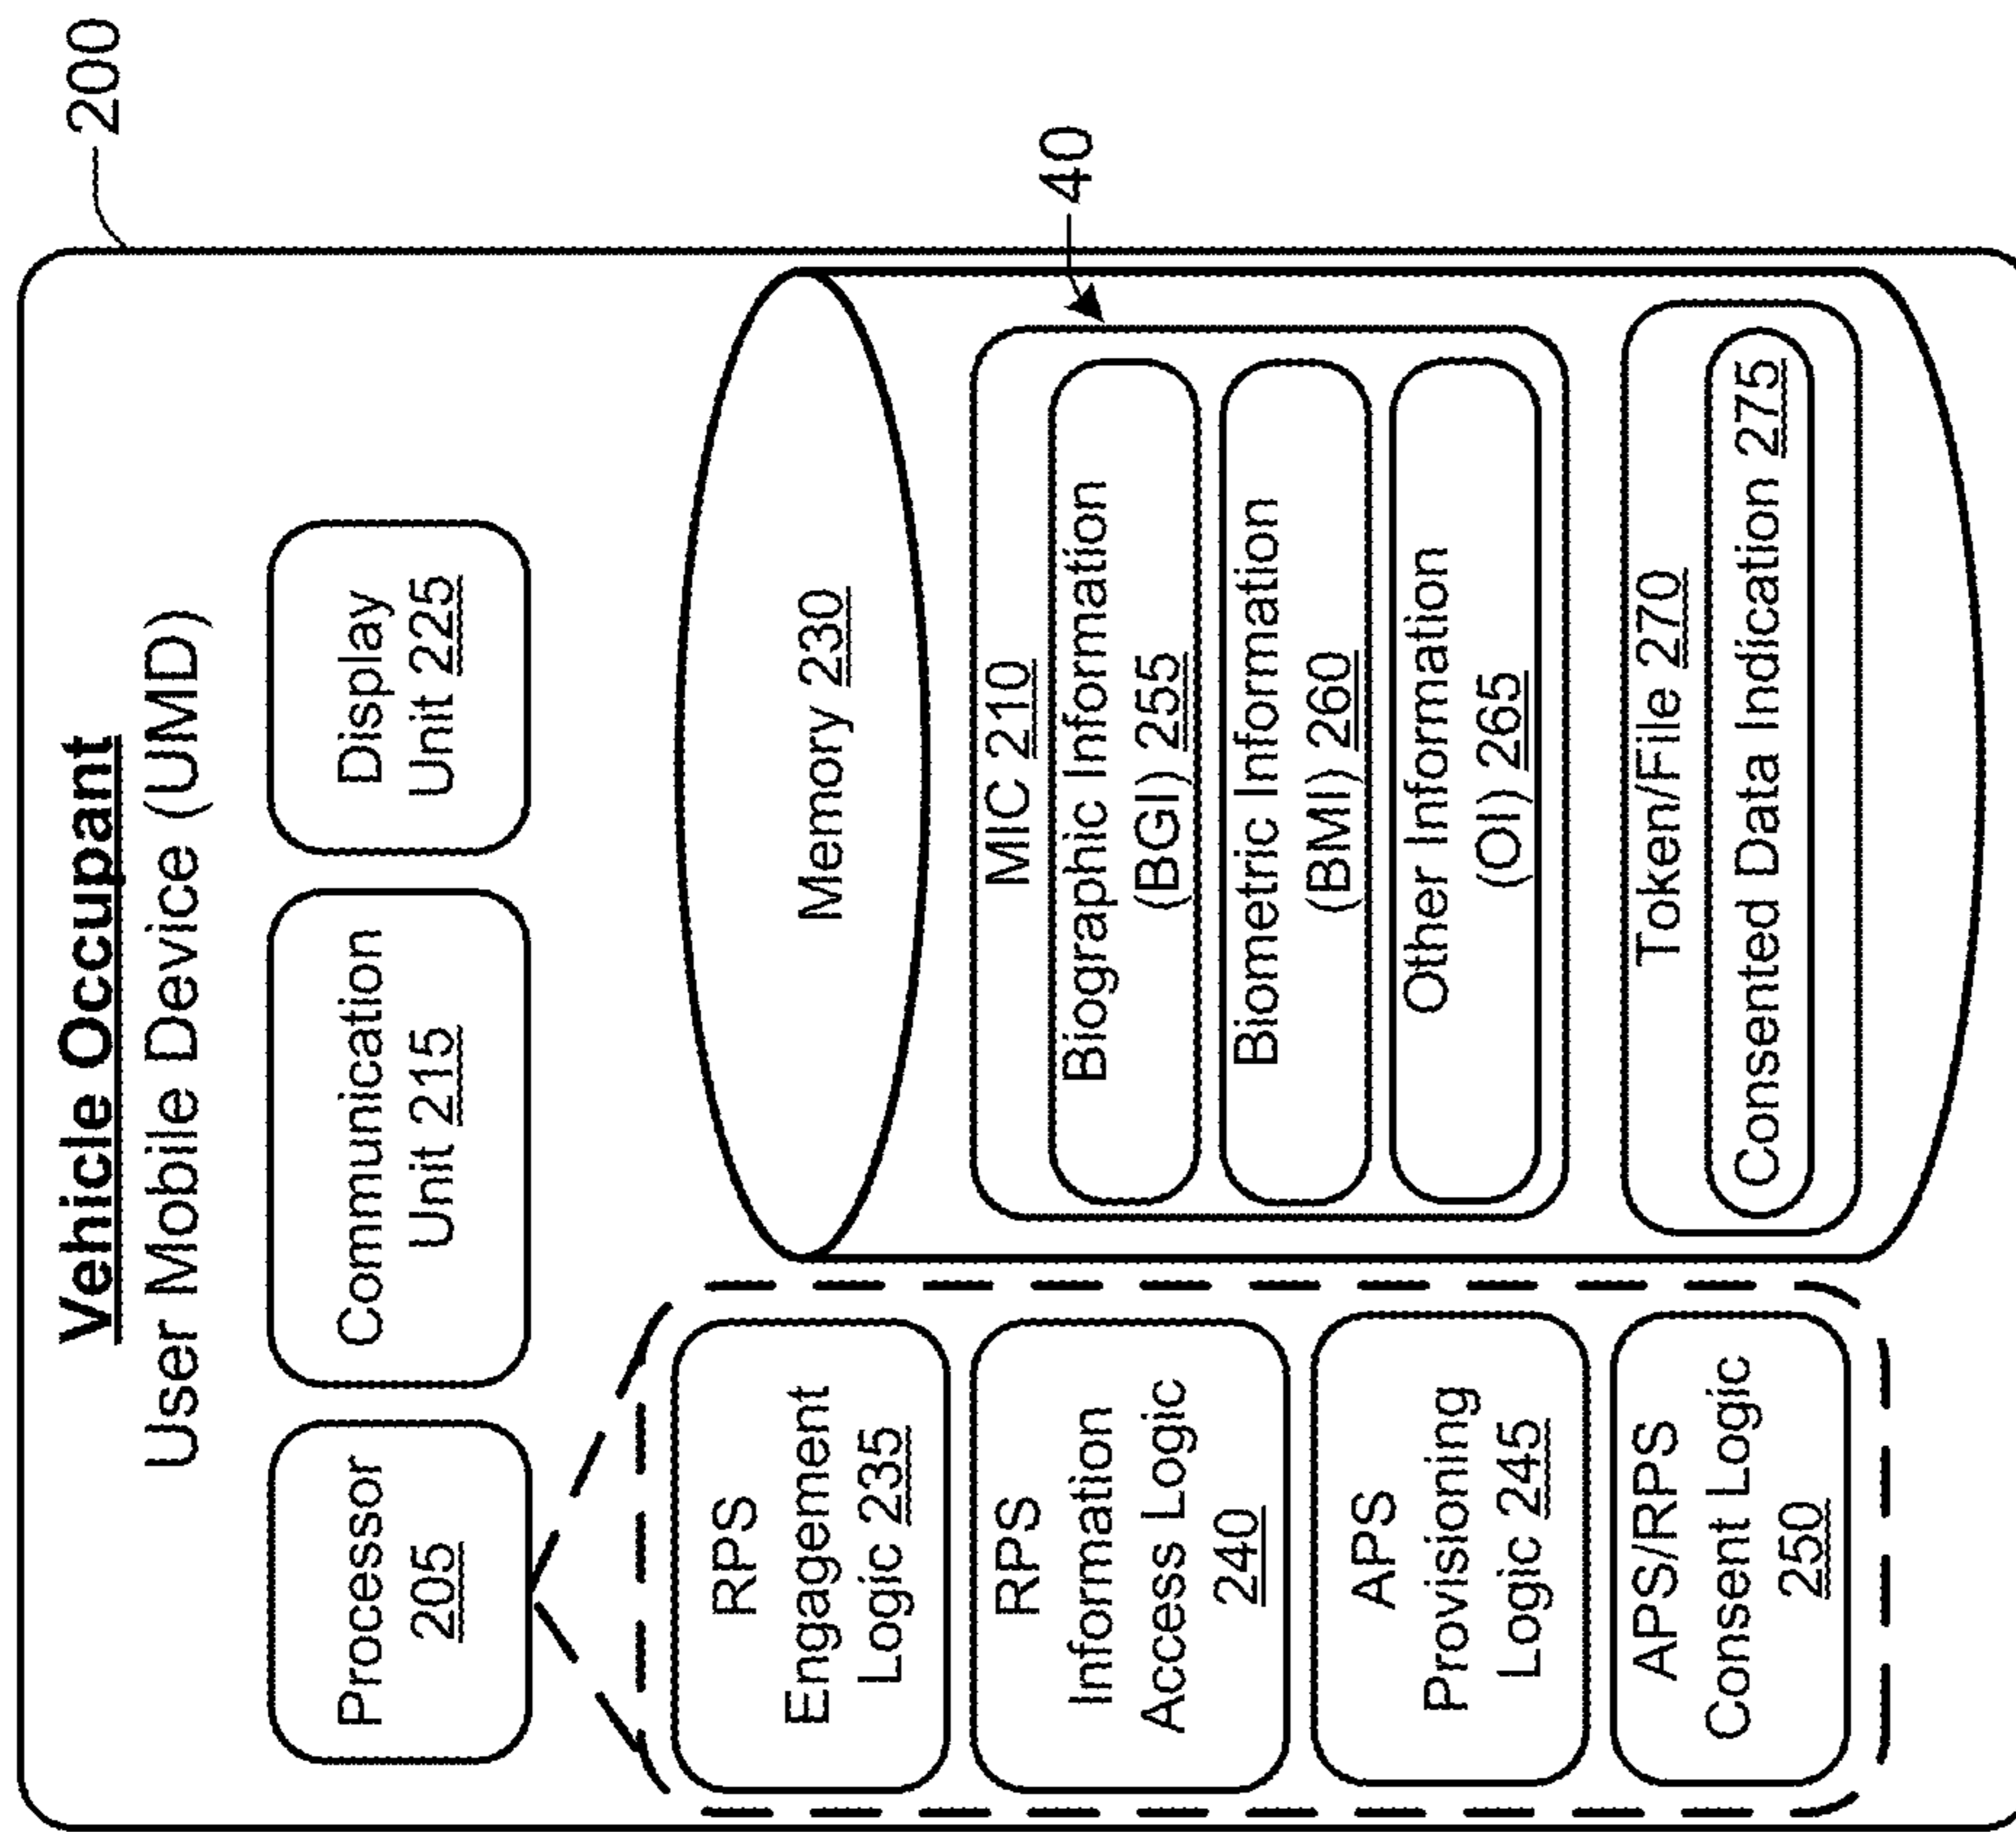 200
Vehicle Occupant
User Mobile Device (UMD)
Processor
205
Communication
Unit 215
Display
Unit 225
RPS
Engagement
Logic 235
RPS
Information
Access Logic
240
APS
Provisioning
Logic 245
APS/RPS
Consent Logic
250
Memory 230
40
MIC 210
Biographic Information
(BGI) 255
Biometric Information
(BMI) 260
Other Information
(OI) 265
Token/File 270
Consented Data Indication 275